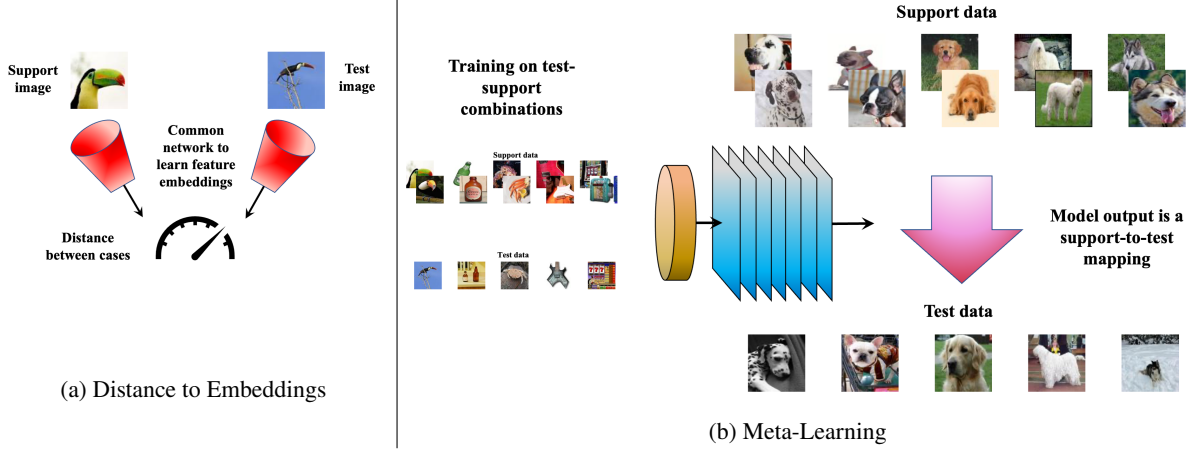 Support
image
Test
image
Common
network to
learn feature
embeddings
Distance
between cases
(a) Distance to Embeddings
Training on test-
support
combinations
Support data
Test data
Support data
Model output is a
support-to-test
mapping
Test data
(b) Meta-Learning